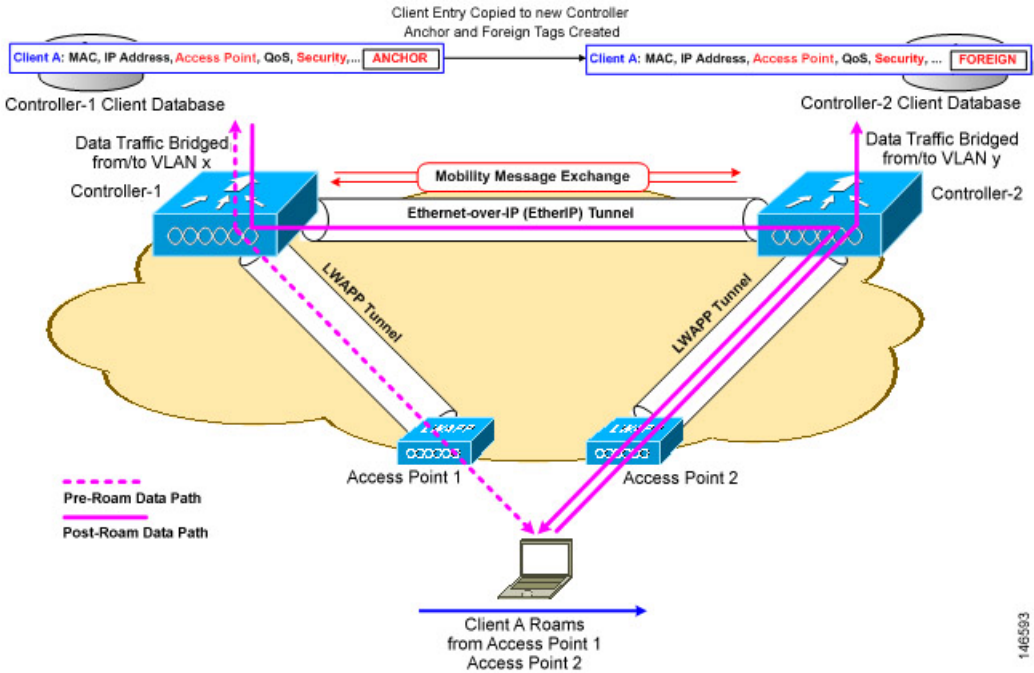 Client Entry Copied to new Controller
Anchor and Foreign Tags Created
Client A: MAC, IP Address, Access Point, QoS, Security,... ANCHOR
Client A: MAC, IP Address, Access Point, QoS, Security, ... FOREIGN
Controller-1 Client Database
Controller-2 Client Database
Data Traffic Bridged
from/to VLAN x
Data Traffic Bridged
from/to VLAN y
Controller-1
Mobility Message Exchange
Controller-2
Ethernet-over-IP (EtherIP) Tunnel
LWAPP Tunnel
LWAPP Tunnel
LWAPP
LWAPP
Access Point 1
Access Point 2
Pre-Roam Data Path
Post-Roam Data Path
Client A Roams
from Access Point 1
Access Point 2
146593